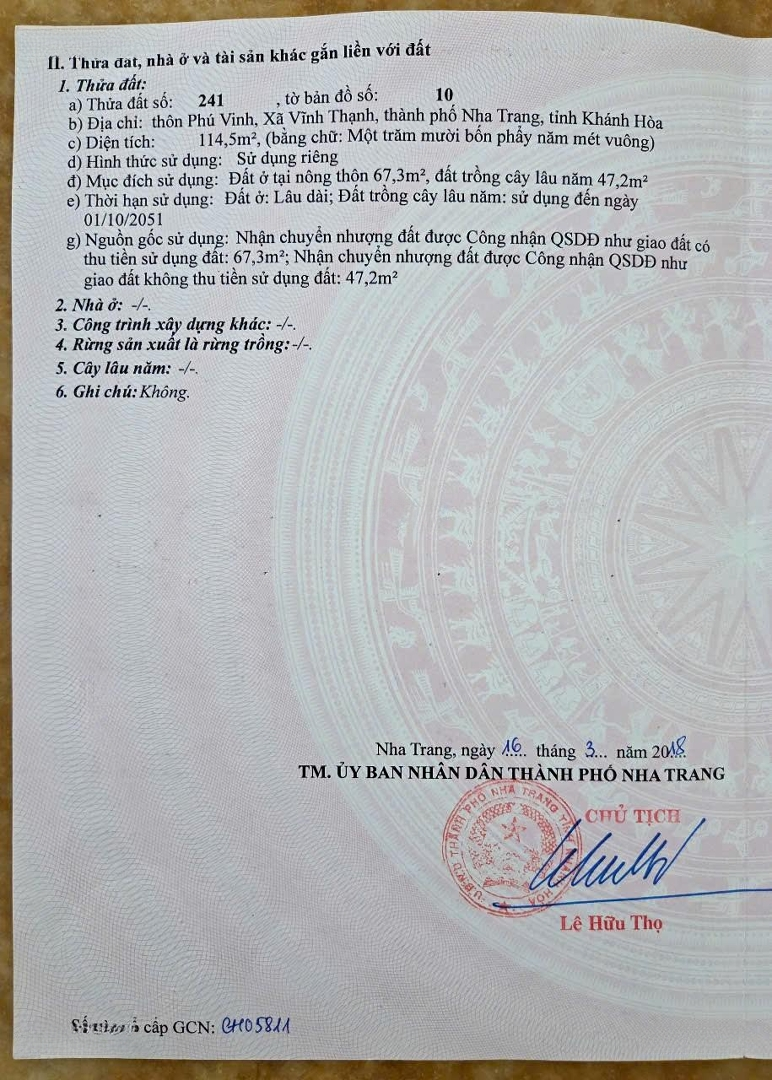 II. Thửa đất, nhà ở và tài sản khác gắn liền với đất
1. Thửa đất:
a) Thửa đất số: 241 , tờ bản đồ số: 10
b) Địa chỉ: thôn Phú Vinh, Xã Vĩnh Thạnh, thành phố Nha Trang, tỉnh Khánh Hòa
c) Diện tích: 114,5m², (bằng chữ: Một trăm mười bốn phẩy năm mét vuông)
d) Hình thức sử dụng: Sử dụng riêng
đ) Mục đích sử dụng: Đất ở tại nông thôn 67,3m², đất trồng cây lâu năm 47,2m²
e) Thời hạn sử dụng: Đất ở: Lâu dài; Đất trồng cây lâu năm: sử dụng đến ngày
01/10/2051
g) Nguồn gốc sử dụng: Nhận chuyển nhượng đất được Công nhận QSDĐ như giao đất có
thu tiền sử dụng đất: 67,3m²; Nhận chuyển nhượng đất được Công nhận QSDĐ như
giao đất không thu tiền sử dụng đất: 47,2m²
2. Nhà ở: -/-.
3. Công trình xây dựng khác: -/-.
4. Rừng sản xuất là rừng trồng: -/-.
5. Cây lâu năm: -/-.
6. Ghi chú: Không.
Nha Trang, ngày 16 tháng 3 năm 2018
TM. ỦY BAN NHÂN DÂN THÀNH PHỐ NHA TRANG
CHỦ TỊCH
U.B.N.D THÀNH PHỐ NHA TRANG TỈNH KHÁNH HÒA
Lê Hữu Thọ
cấp GCN: CH05811